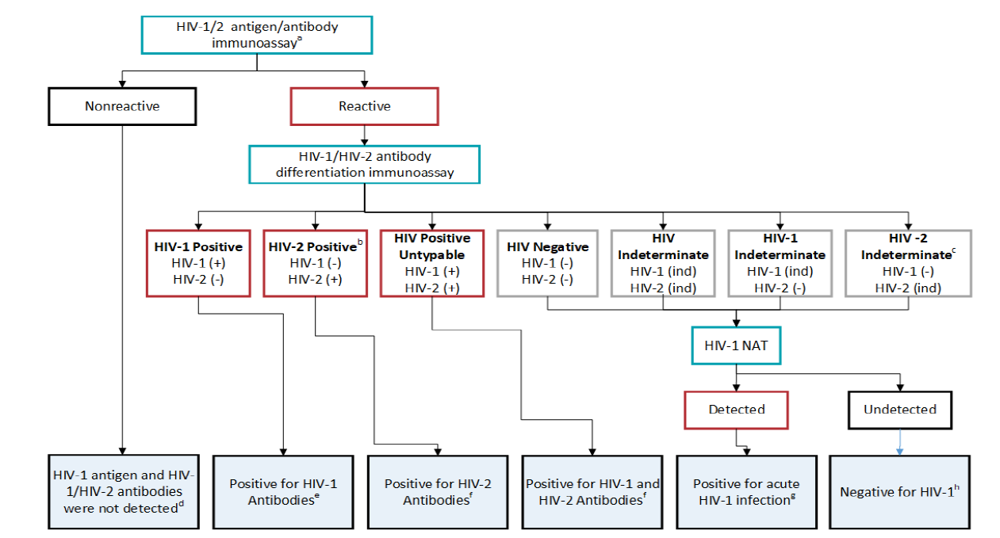 HIV-1/2 antigen/antibody
immunoassayᵃ
Nonreactive
Reactive
HIV-1/HIV-2 antibody
differentiation immunoassay
HIV-1 Positive
HIV-1 (+)
HIV-2 (-)
HIV-2 Positiveᵇ
HIV-1 (-)
HIV-2 (+)
HIV Positive
Untypable
HIV-1 (+)
HIV-2 (+)
HIV Negative
HIV-1 (-)
HIV-2 (-)
HIV
Indeterminate
HIV-1 (ind)
HIV-2 (ind)
HIV-1
Indeterminate
HIV-1 (ind)
HIV-2 (-)
HIV -2
Indeterminateᶜ
HIV-1 (-)
HIV-2 (ind)
HIV-1 NAT
Detected
Undetected
HIV-1 antigen and HIV-
1/HIV-2 antibodies
were not detectedᵈ
Positive for HIV-1
Antibodiesᵉ
Positive for HIV-2
Antibodiesᶠ
Positive for HIV-1 and
HIV-2 Antibodiesᶠ
Positive for acute
HIV-1 infectionᵍ
Negative for HIV-1ʰ